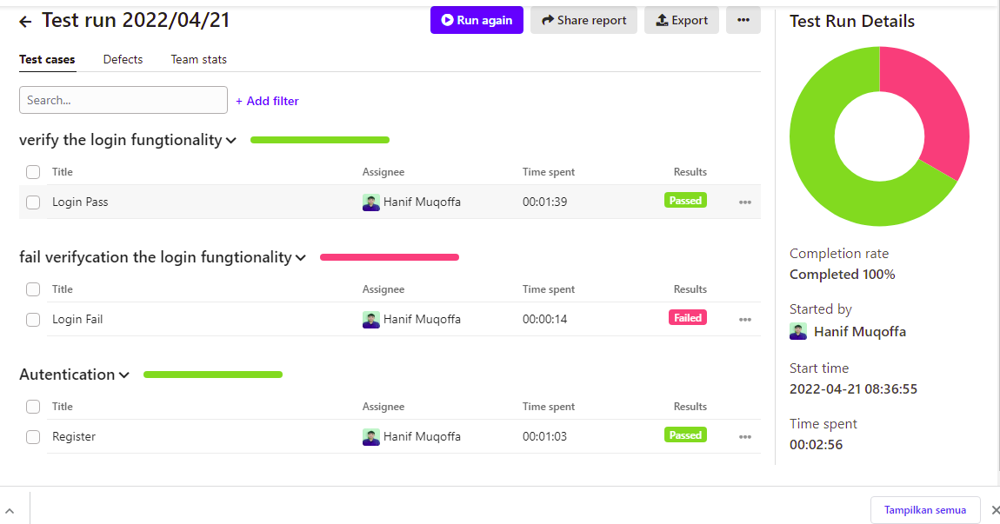 Test run 2022/04/21
Run again
Share report
Export
Test cases
Defects
Team stats
Search...
+ Add filter
verify the login fungtionality
Title Assignee Time spent Results
Login Pass Hanif Muqoffa 00:01:39 Passed
fail verifycation the login fungtionality
Title Assignee Time spent Results
Login Fail Hanif Muqoffa 00:00:14 Failed
Autentication
Title Assignee Time spent Results
Register Hanif Muqoffa 00:01:03 Passed
Test Run Details
Completion rate
Completed 100%
Started by
Hanif Muqoffa
Start time
2022-04-21 08:36:55
Time spent
00:02:56
Tampilkan semua